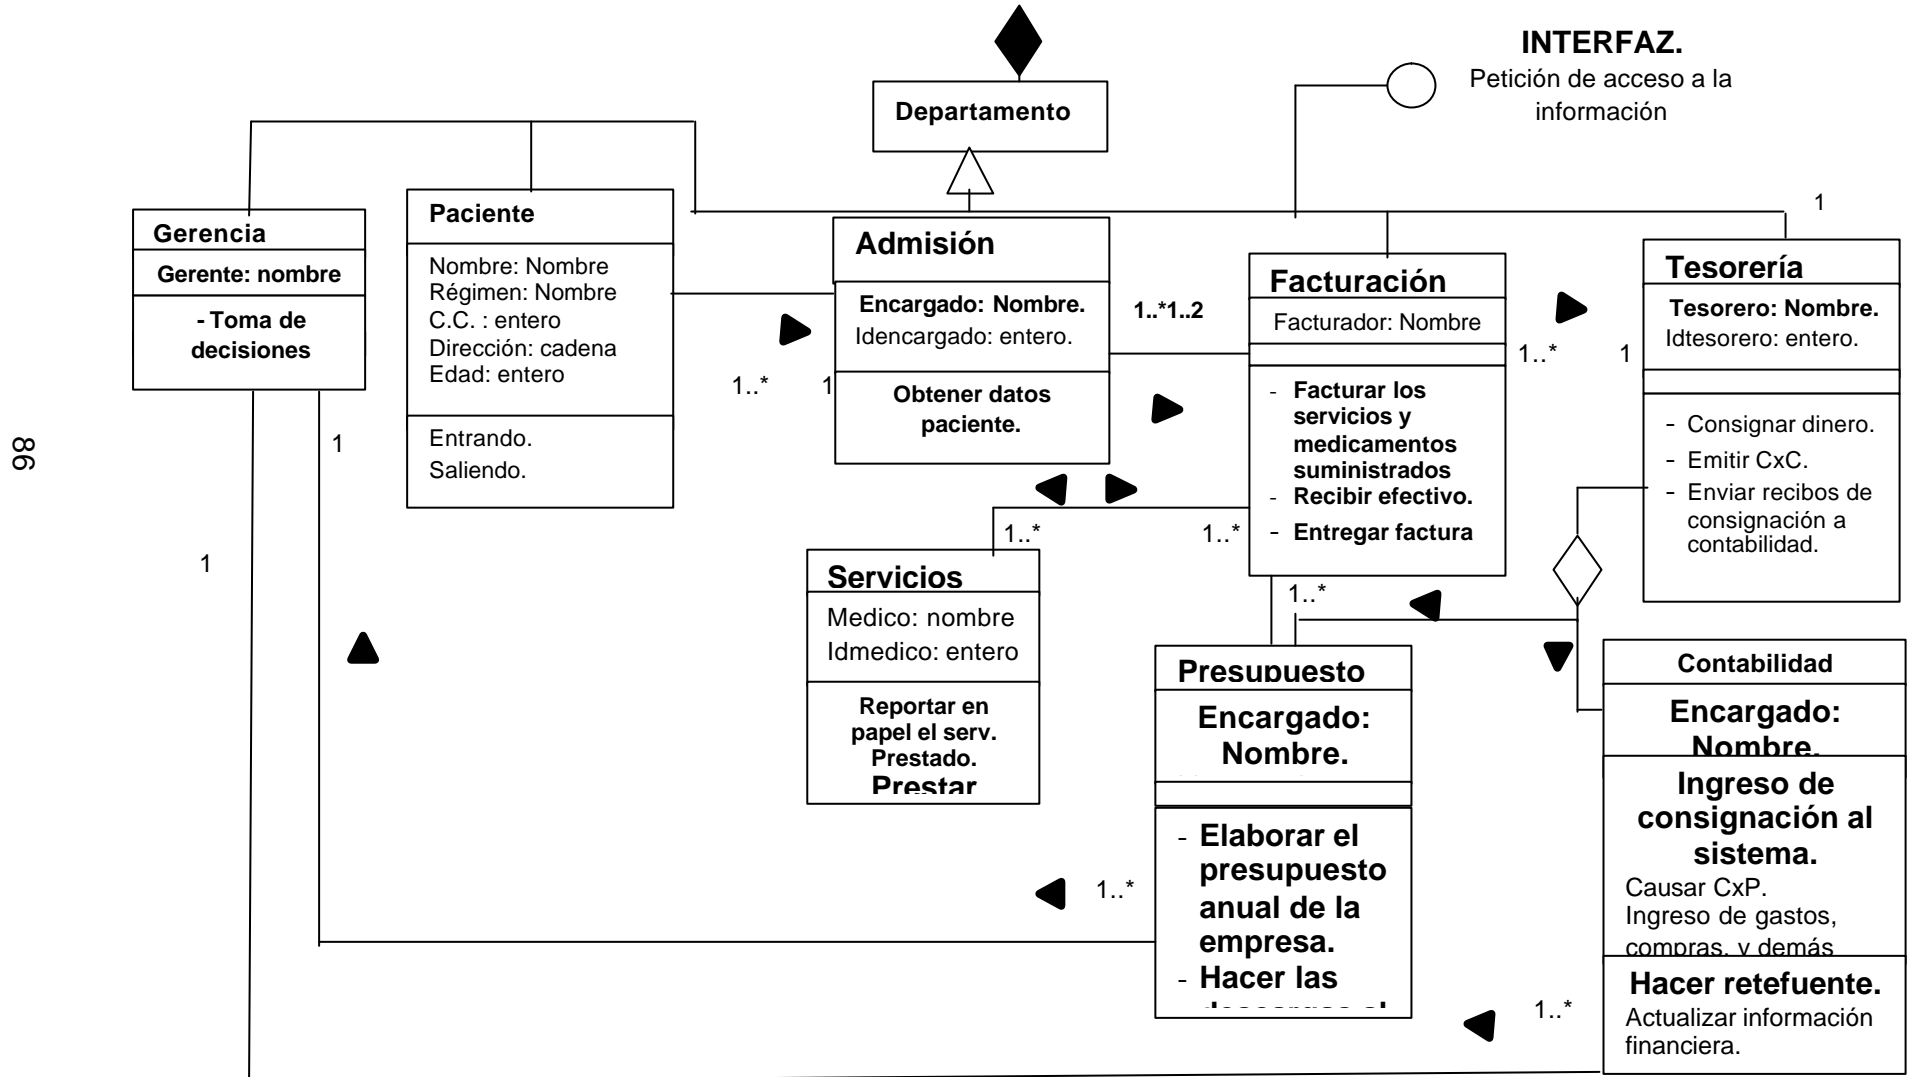 INTERFAZ.
Petición de acceso a la
información
Departamento
1
Gerencia
Gerente: nombre
- Toma de
decisiones
Paciente
Nombre: Nombre
Régimen: Nombre
C.C. : entero
Dirección: cadena
Edad: entero
Entrando.
Saliendo.
1..*
1
Admisión
Encargado: Nombre.
Idencargado: entero.
Obtener datos
paciente.
1..*1..2
Facturación
Facturador: Nombre
- Facturar los
servicios y
medicamentos
suministrados
- Recibir efectivo.
- Entregar factura
1..*
1
Tesorería
Tesorero: Nombre.
Idtesorero: entero.
- Consignar dinero.
- Emitir CxC.
- Enviar recibos de
consignación a
contabilidad.
1
1
86
1..*
1..*
1..*
Servicios
Medico: nombre
Idmedico: entero
Reportar en
papel el serv.
Prestado.
Prestar
Presupuesto
Encargado:
Nombre.
- Elaborar el
presupuesto
anual de la
empresa.
- Hacer las
1..*
Contabilidad
Encargado:
Nombre.
Ingreso de
consignación al
sistema.
Causar CxP.
Ingreso de gastos,
compras, y demás
Hacer retefuente.
Actualizar información
financiera.
1..*